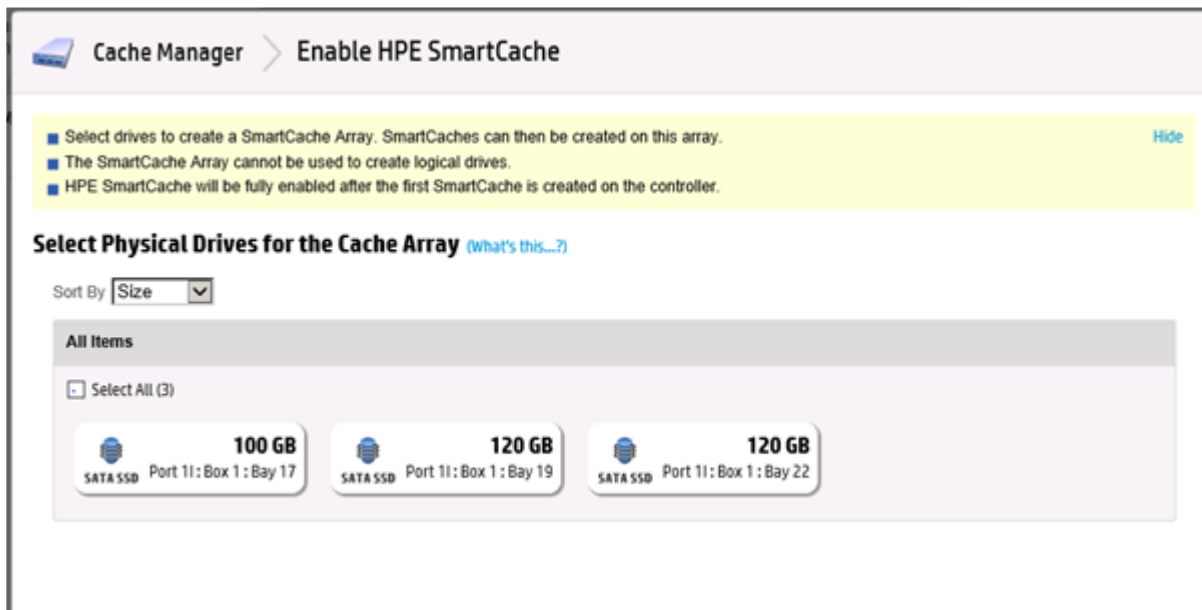 Cache Manager Enable HPE SmartCache
Select drives to create a SmartCache Array. SmartCaches can then be created on this array. Hide
The SmartCache Array cannot be used to create logical drives.
HPE SmartCache will be fully enabled after the first SmartCache is created on the controller.
Select Physical Drives for the Cache Array (What's this...?)
Sort By Size
All Items
Select All (3)
100 GB
SATA SSD Port 1I : Box 1 : Bay 17
120 GB
SATA SSD Port 1I : Box 1 : Bay 19
120 GB
SATA SSD Port 1I : Box 1 : Bay 22